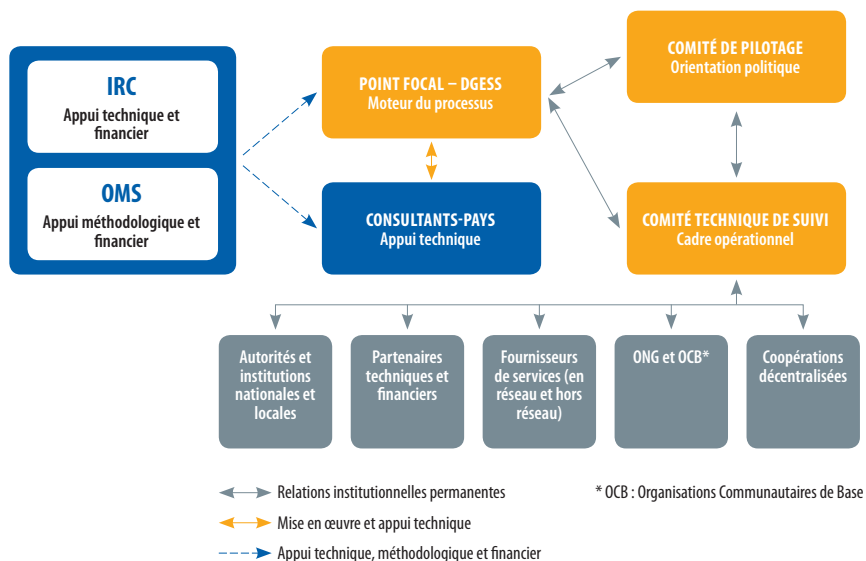 IRC
Appui technique et
financier
OMS
Appui méthodologique et
financier
POINT FOCAL – DGESS
Moteur du processus
CONSULTANTS-PAYS
Appui technique
COMITÉ DE PILOTAGE
Orientation politique
COMITÉ TECHNIQUE DE SUIVI
Cadre opérationnel
Autorités et
institutions
nationales et
locales
Partenaires
techniques et
financiers
Fournisseurs
de services (en
réseau et hors
réseau)
ONG et OCB*
Coopérations
décentralisées
Relations institutionnelles permanentes
Mise en œuvre et appui technique
Appui technique, méthodologique et financier
* OCB : Organisations Communautaires de Base